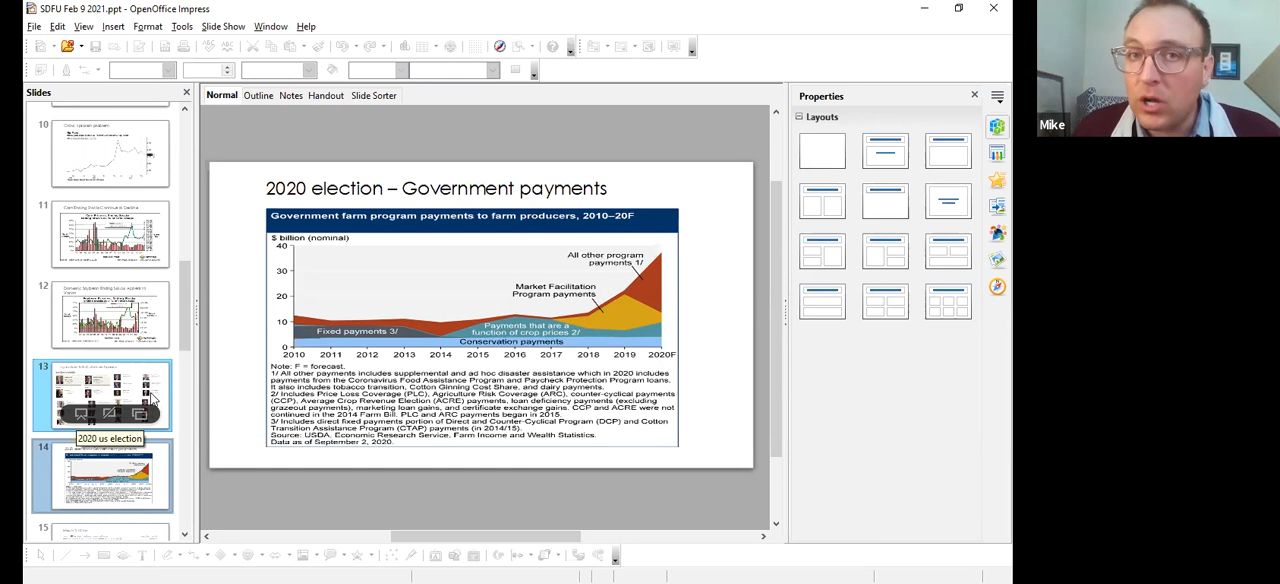 SDFU Feb 9 2021.ppt - OpenOffice Impress
File Edit View Insert Format Tools Slide Show Window Help
Slides
Normal Outline Notes Handout Slide Sorter
Properties
Layouts
Mike
10
11
12
13
2020 us election
14
15
2020 election – Government payments
Government farm program payments to farm producers, 2010–20F
$ billion (nominal)
40
30
20
10
0
All other program
payments 1/
Market Facilitation
Program payments
Fixed payments 3/
Payments that are a
function of crop prices 2/
Conservation payments
2010 2011 2012 2013 2014 2015 2016 2017 2018 2019 2020F
Note: F = forecast.
1/ All other payments includes supplemental and ad hoc disaster assistance which in 2020 includes
payments from the Coronavirus Food Assistance Program and Paycheck Protection Program loans.
It also includes tobacco transition, Cotton Ginning Cost Share, and dairy payments.
2/ Includes Price Loss Coverage (PLC), Agriculture Risk Coverage (ARC), counter-cyclical payments
(CCP), Average Crop Revenue Election (ACRE) payments, loan deficiency payments (excluding
grazeout payments), marketing loan gains, and certificate exchange gains. CCP and ACRE were not
continued in the 2014 Farm Bill. PLC and ARC payments began in 2015.
3/ Includes direct fixed payments portion of Direct and Counter-Cyclical Program (DCP) and Cotton
Transition Assistance Program (CTAP) payments (in 2014/15).
Source: USDA, Economic Research Service, Farm Income and Wealth Statistics.
Data as of September 2, 2020.